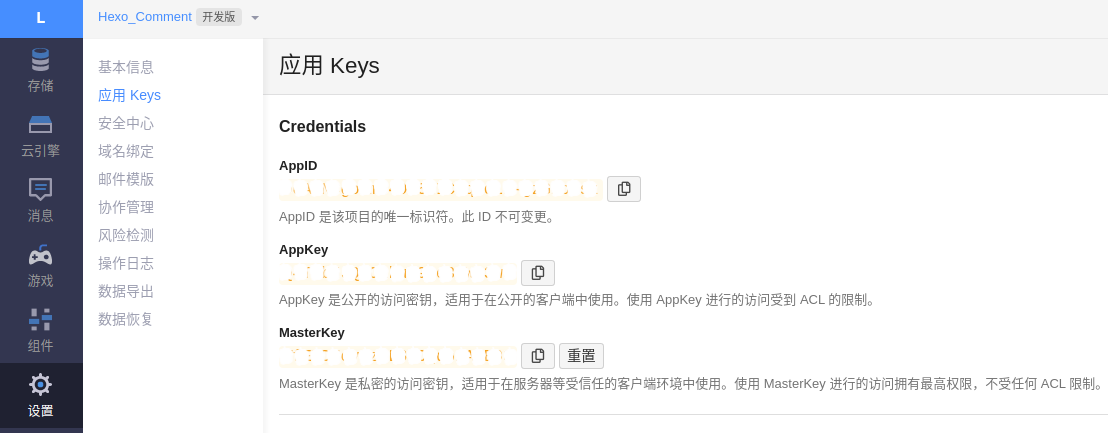 L
Hexo_Comment 开发版
存储
云引擎
消息
游戏
组件
设置
基本信息
应用 Keys
安全中心
域名绑定
邮件模版
协作管理
风险检测
操作日志
数据导出
数据恢复
应用 Keys
Credentials
AppID
AppID 是该项目的唯一标识符。此 ID 不可变更。
AppKey
AppKey 是公开的访问密钥，适用于在公开的客户端中使用。使用 AppKey 进行的访问受到 ACL 的限制。
MasterKey
重置
MasterKey 是私密的访问密钥，适用于在服务器等受信任的客户端环境中使用。使用 MasterKey 进行的访问拥有最高权限，不受任何 ACL 限制。